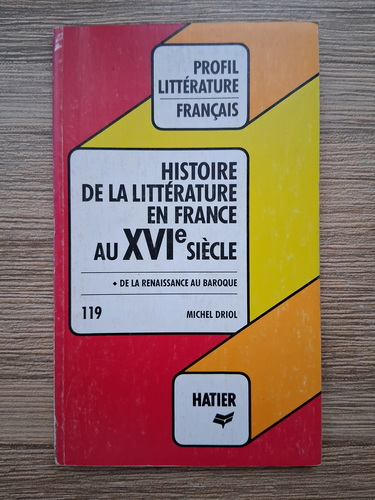 PROFIL
LITTÉRATURE
FRANÇAIS
HISTOIRE
DE LA LITTÉRATURE
EN FRANCE
AU XVIe SIÈCLE
• DE LA RENAISSANCE AU BAROQUE
119 MICHEL DRIOL
HATIER